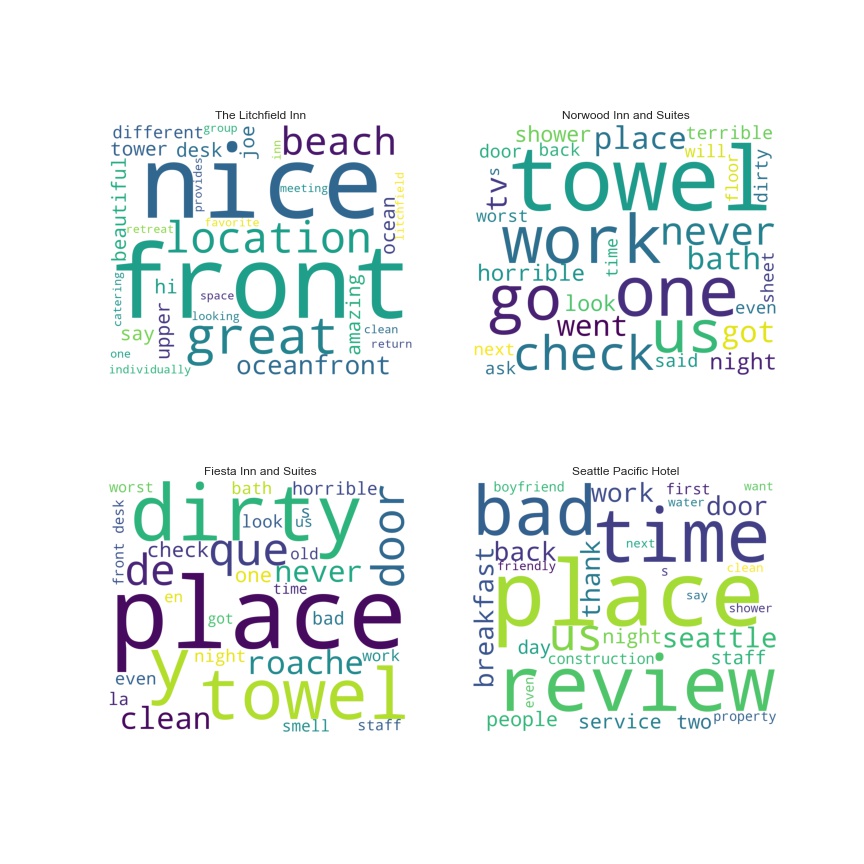 The Litchfield Inn
different group joe beach
tower desk inn
nice
provides meeting
beautiful
retreat favorite ocean litchfield
location
front
catering hi space amazing
say upper looking clean
great return
one
individually oceanfront
Norwood Inn and Suites
shower place terrible
door back will
tv s towel floor dirty
worst
work never
horrible time bath sheet
go look one even
went us got
next check said night
ask
Fiesta Inn and Suites
worst bath horrible
dirty s
front desk look us door
check que old
de one never
en time
place
got bad
night roache work
even y
la towel
clean smell staff
Seattle Pacific Hotel
boyfriend work first want
bad water door
time
back next
friendly thank s clean
breakfast place say
shower
us night seattle
day construction staff
review
even
people service two property